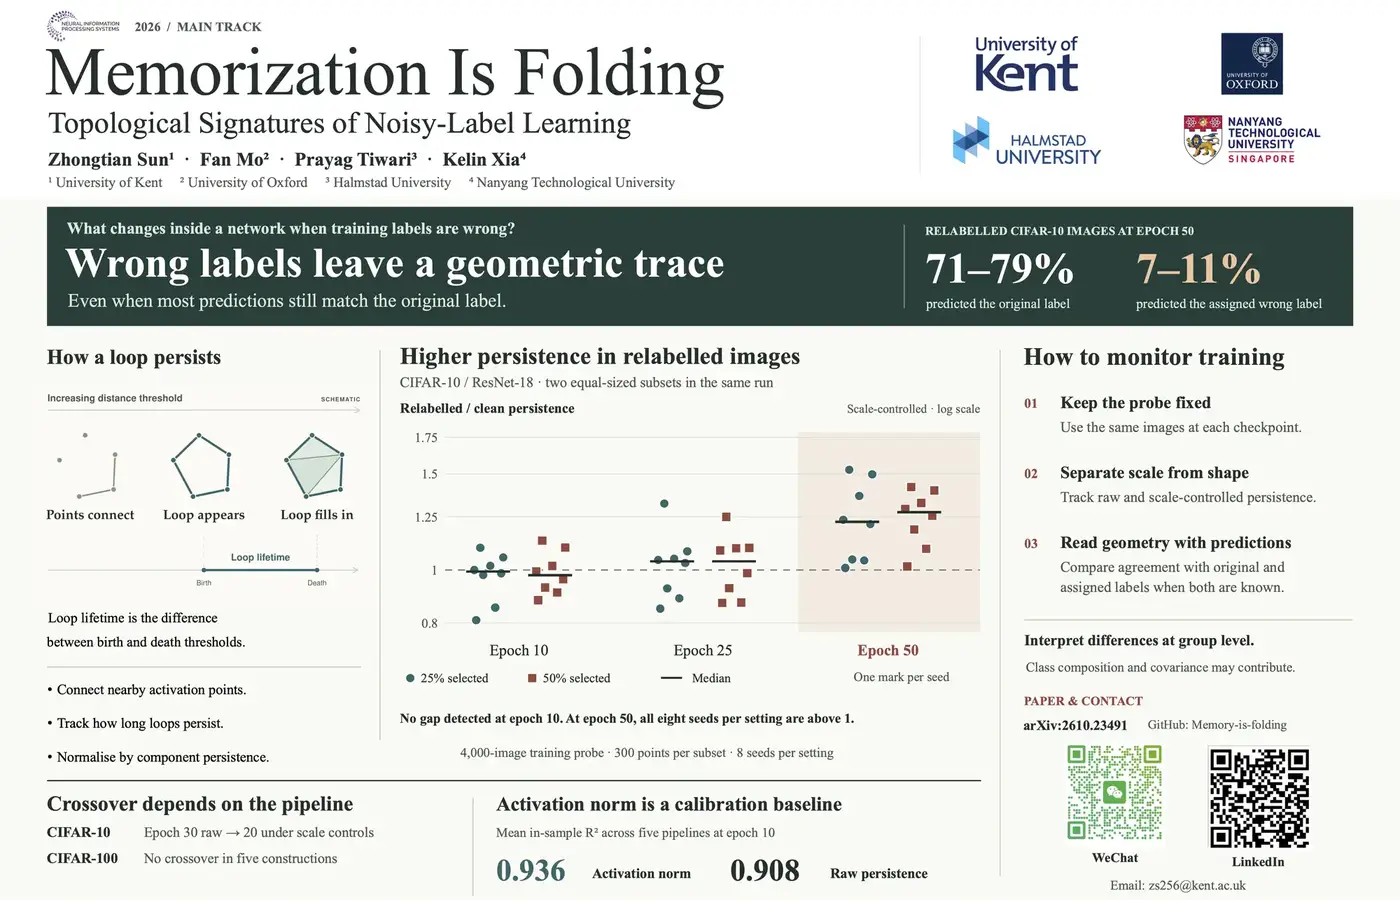 NEURAL INFORMATION
PROCESSING SYSTEMS
2026 / MAIN TRACK
Memorization Is Folding
Topological Signatures of Noisy-Label Learning
Zhongtian Sun¹ · Fan Mo² · Prayag Tiwari³ · Kelin Xia⁴
¹ University of Kent ² University of Oxford ³ Halmstad University ⁴ Nanyang Technological University
University of
Kent
UNIVERSITY OF
OXFORD
HALMSTAD
UNIVERSITY
NANYANG
TECHNOLOGICAL
UNIVERSITY
SINGAPORE
What changes inside a network when training labels are wrong?
Wrong labels leave a geometric trace
Even when most predictions still match the original label.
RELABELLED CIFAR-10 IMAGES AT EPOCH 50
71–79% 7–11%
predicted the original label predicted the assigned wrong label
How a loop persists
Increasing distance threshold SCHEMATIC
Points connect Loop appears Loop fills in
Loop lifetime
Birth Death
Loop lifetime is the difference
between birth and death thresholds.
• Connect nearby activation points.
• Track how long loops persist.
• Normalise by component persistence.
Higher persistence in relabelled images
CIFAR-10 / ResNet-18 · two equal-sized subsets in the same run
Relabelled / clean persistence Scale-controlled · log scale
1.75
1.5
1.25
1
0.8
Epoch 10 Epoch 25 Epoch 50
25% selected 50% selected Median One mark per seed
No gap detected at epoch 10. At epoch 50, all eight seeds per setting are above 1.
4,000-image training probe · 300 points per subset · 8 seeds per setting
How to monitor training
01 Keep the probe fixed
Use the same images at each checkpoint.
02 Separate scale from shape
Track raw and scale-controlled persistence.
03 Read geometry with predictions
Compare agreement with original and
assigned labels when both are known.
Interpret differences at group level.
Class composition and covariance may contribute.
PAPER & CONTACT
arXiv:2610.23491 GitHub: Memory-is-folding
WeChat LinkedIn
Email: zs256@kent.ac.uk
Crossover depends on the pipeline
CIFAR-10 Epoch 30 raw → 20 under scale controls
CIFAR-100 No crossover in five constructions
Activation norm is a calibration baseline
Mean in-sample R² across five pipelines at epoch 10
0.936 Activation norm 0.908 Raw persistence